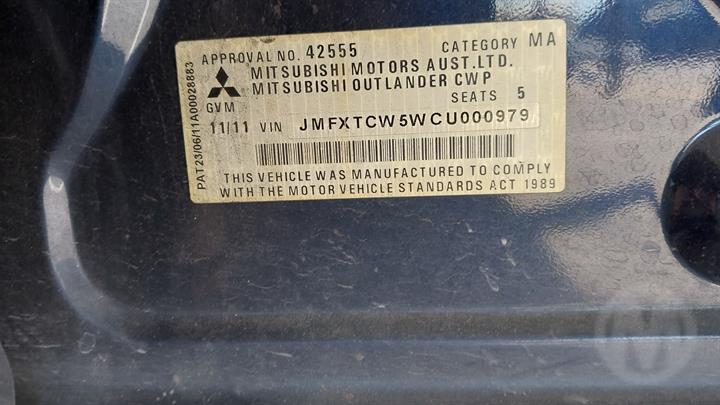 APPROVAL NO. 42555 CATEGORY MA
MITSUBISHI MOTORS AUST.LTD.
MITSUBISHI OUTLANDER CWP
GVM SEATS 5
11/11 VIN JMFXTCW5WCU000979
THIS VEHICLE WAS MANUFACTURED TO COMPLY
WITH THE MOTOR VEHICLE STANDARDS ACT 1989
PAT23/06/11A00028883
M